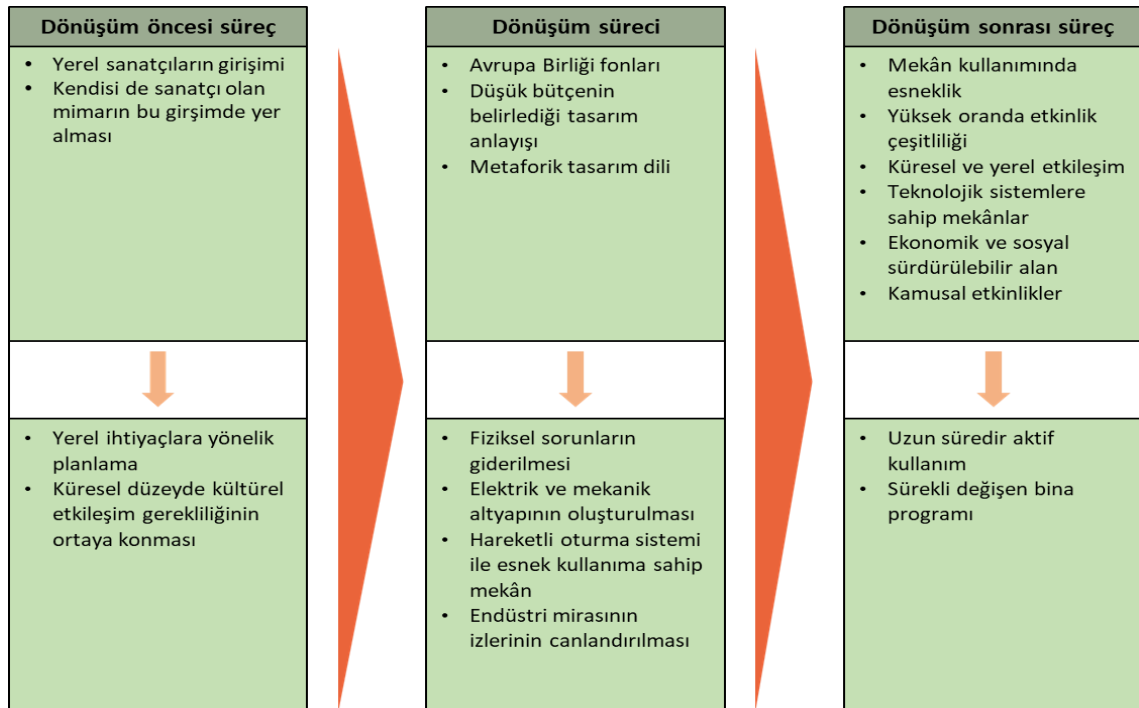 Dönüşüm öncesi süreç
• Yerel sanatçıların girişimi
• Kendisi de sanatçı olan
mimarın bu girşimde yer
alması
• Yerel ihtiyaçlara yönelik
planlama
• Küresel düzeyde kültürel
etkileşim gerekliliğinin
ortaya konması
Dönüşüm süreci
• Avrupa Birliği fonları
• Düşük bütçenin
belirlediği tasarım
anlayışı
• Metaforik tasarım dili
• Fiziksel sorunların
giderilmesi
• Elektrik ve mekanik
altyapının oluşturulması
• Hareketli oturma sistemi
ile esnek kullanıma sahip
mekân
• Endüstri mirasının
izlerinin canlandırılması
Dönüşüm sonrası süreç
• Mekân kullanımında
esneklik
• Yüksek oranda etkinlik
çeşitliliği
• Küresel ve yerel etkileşim
• Teknolojik sistemlere
sahip mekânlar
• Ekonomik ve sosyal
sürdürülebilir alan
• Kamusal etkinlikler
• Uzun süredir aktif
kullanım
• Sürekli değişen bina
programı